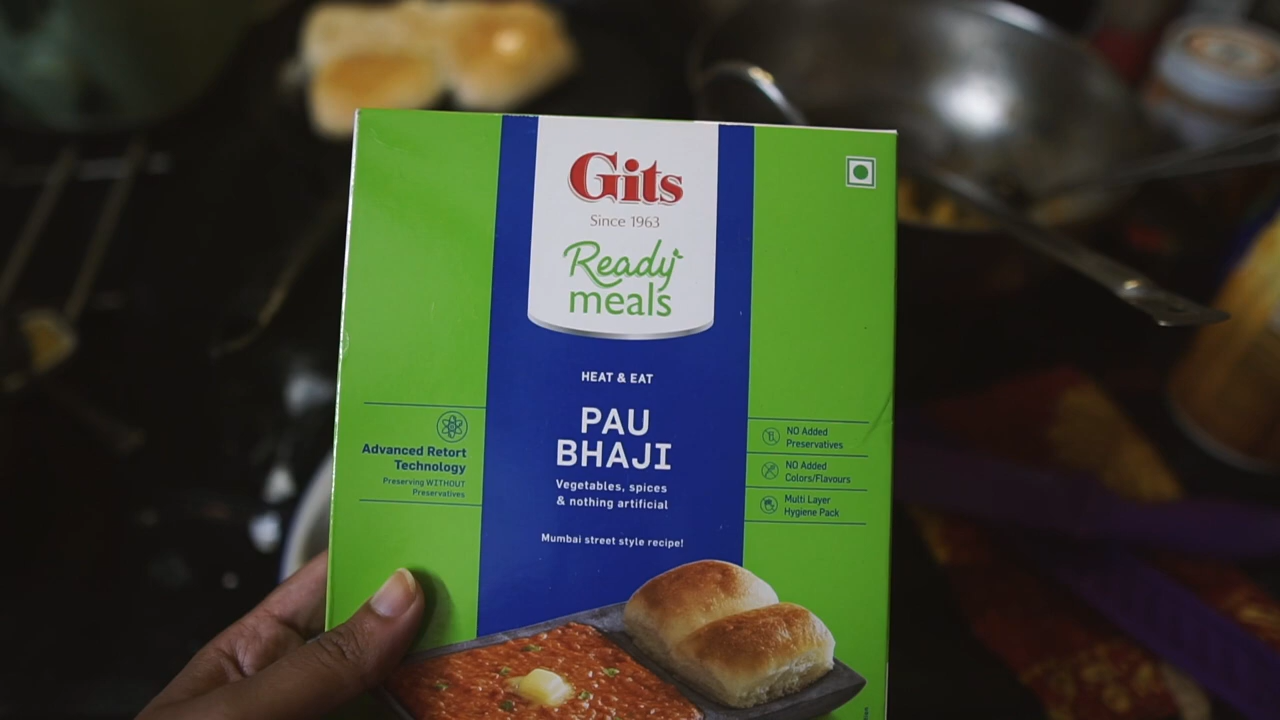 Gits
Since 1963
Ready
meals
HEAT & EAT
PAU
BHAJI
Vegetables, spices
& nothing artificial
Mumbai street style recipe!
Advanced Retort
Technology
Preserving WITHOUT
Preservatives
NO Added
Preservatives
NO Added
Colors/Flavours
Multi Layer
Hygiene Pack